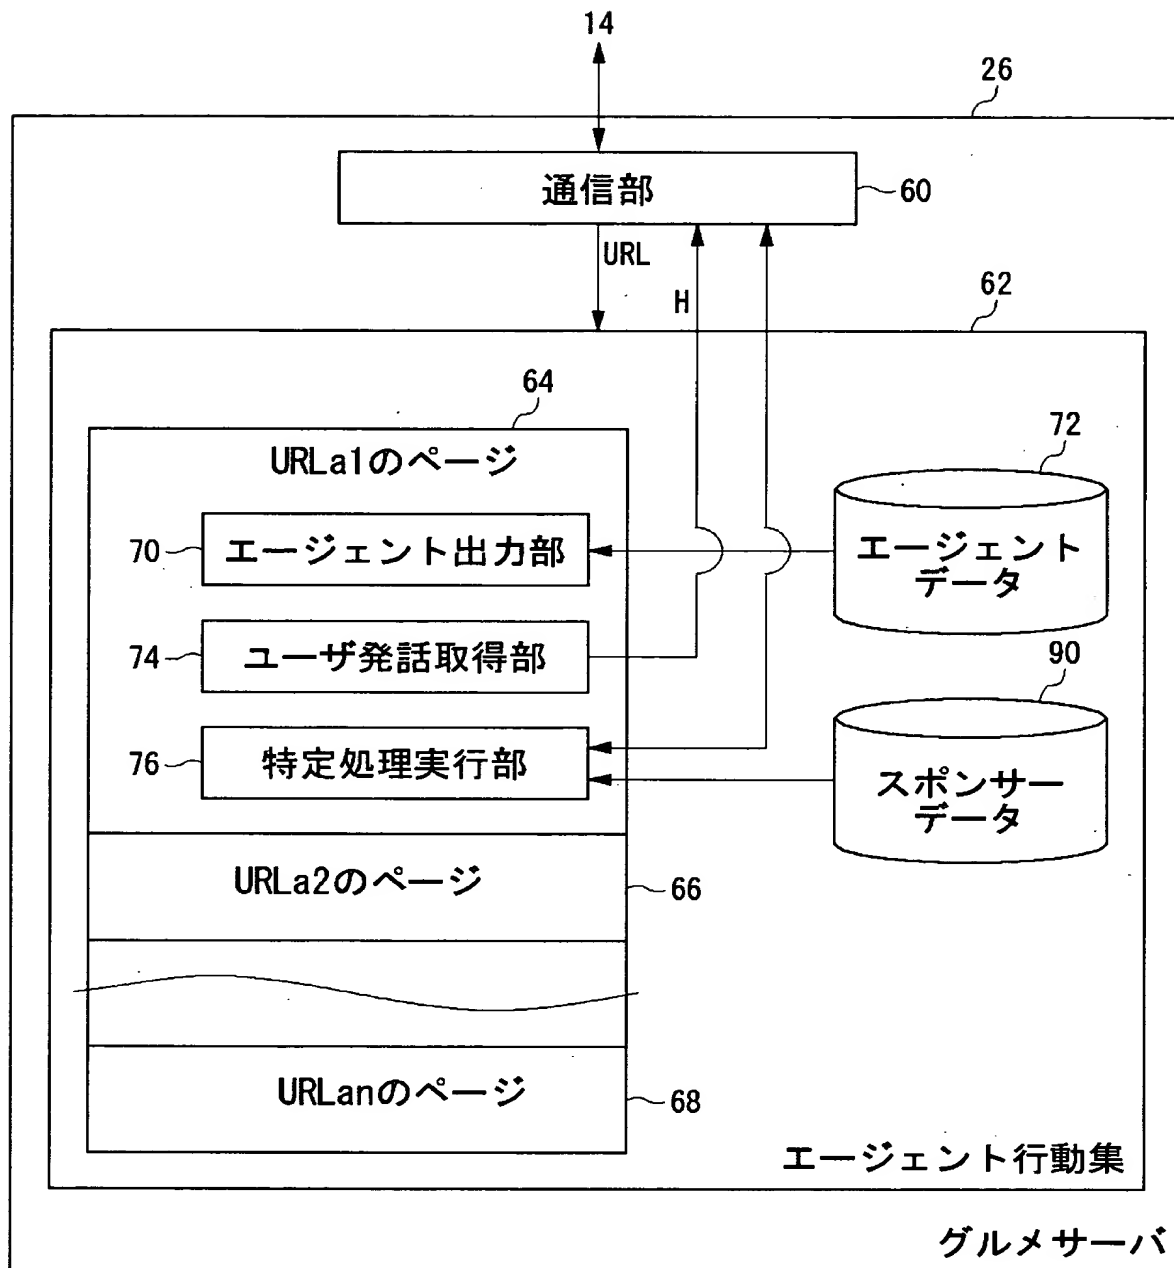 14
26
通信部
60
URL
H
62
64
URLa1のページ
72
70
エージェント出力部
エージェント
データ
74
ユーザ発話取得部
90
76
特定処理実行部
スポンサー
データ
URLa2のページ
66
URLanのページ
68
エージェント行動集
グルメサーバ